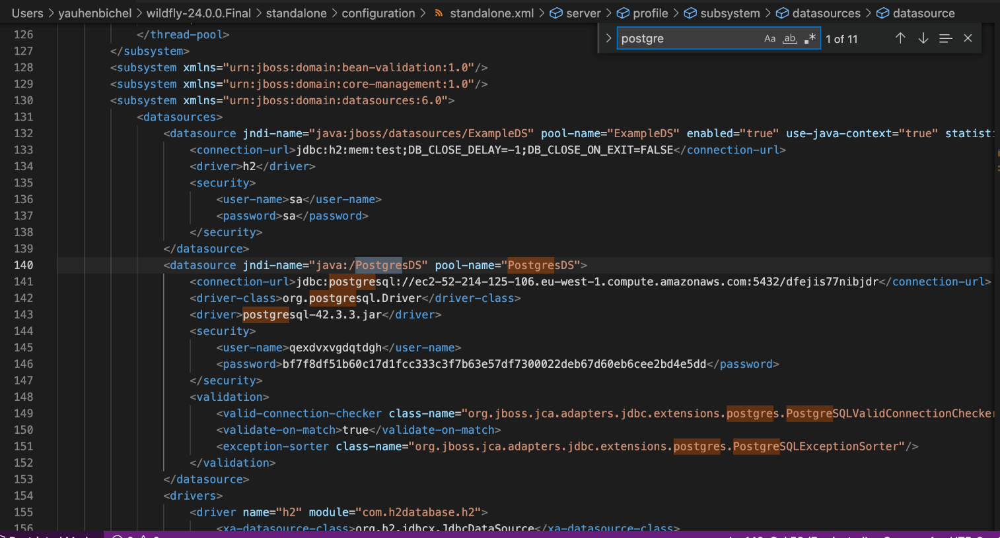 Users > yauhenbichel > wildfly-24.0.0.Final > standalone > configuration > standalone.xml > server > profile > subsystem > datasources > datasource
postgre Aa ab .* 1 of 11
126 </thread-pool>
127 </subsystem>
128 <subsystem xmlns="urn:jboss:domain:bean-validation:1.0"/>
129 <subsystem xmlns="urn:jboss:domain:core-management:1.0"/>
130 <subsystem xmlns="urn:jboss:domain:datasources:6.0">
131 <datasources>
132 <datasource jndi-name="java:jboss/datasources/ExampleDS" pool-name="ExampleDS" enabled="true" use-java-context="true"
133 <connection-url>jdbc:h2:mem:test;DB_CLOSE_DELAY=-1;DB_CLOSE_ON_EXIT=FALSE</connection-url>
134 <driver>h2</driver>
135 <security>
136 <user-name>sa</user-name>
137 <password>sa</password>
138 </security>
139 </datasource>
140 <datasource jndi-name="java:/PostgresDS" pool-name="PostgresDS">
141 <connection-url>jdbc:postgresql://ec2-52-214-125-106.eu-west-1.compute.amazonaws.com:5432/dfejis77nibjdr</connection-url>
142 <driver-class>org.postgresql.Driver</driver-class>
143 <driver>postgresql-42.3.3.jar</driver>
144 <security>
145 <user-name>qexdvxvgdqtdgh</user-name>
146 <password>bf7f8df51b60c17d1fcc333c3f7b63e57df7300022deb67d60eb6cee2bd4e5dd</password>
147 </security>
148 <validation>
149 <valid-connection-checker class-name="org.jboss.jca.adapters.jdbc.extensions.postgres.PostgreSQLValidConnectionChecker
150 <validate-on-match>true</validate-on-match>
151 <exception-sorter class-name="org.jboss.jca.adapters.jdbc.extensions.postgres.PostgreSQLExceptionSorter"/>
152 </validation>
153 </datasource>
154 <drivers>
155 <driver name="h2" module="com.h2database.h2">
156 <xa-datasource-class>org.h2.jdbcx.JdbcDataSource</xa-datasource-class>